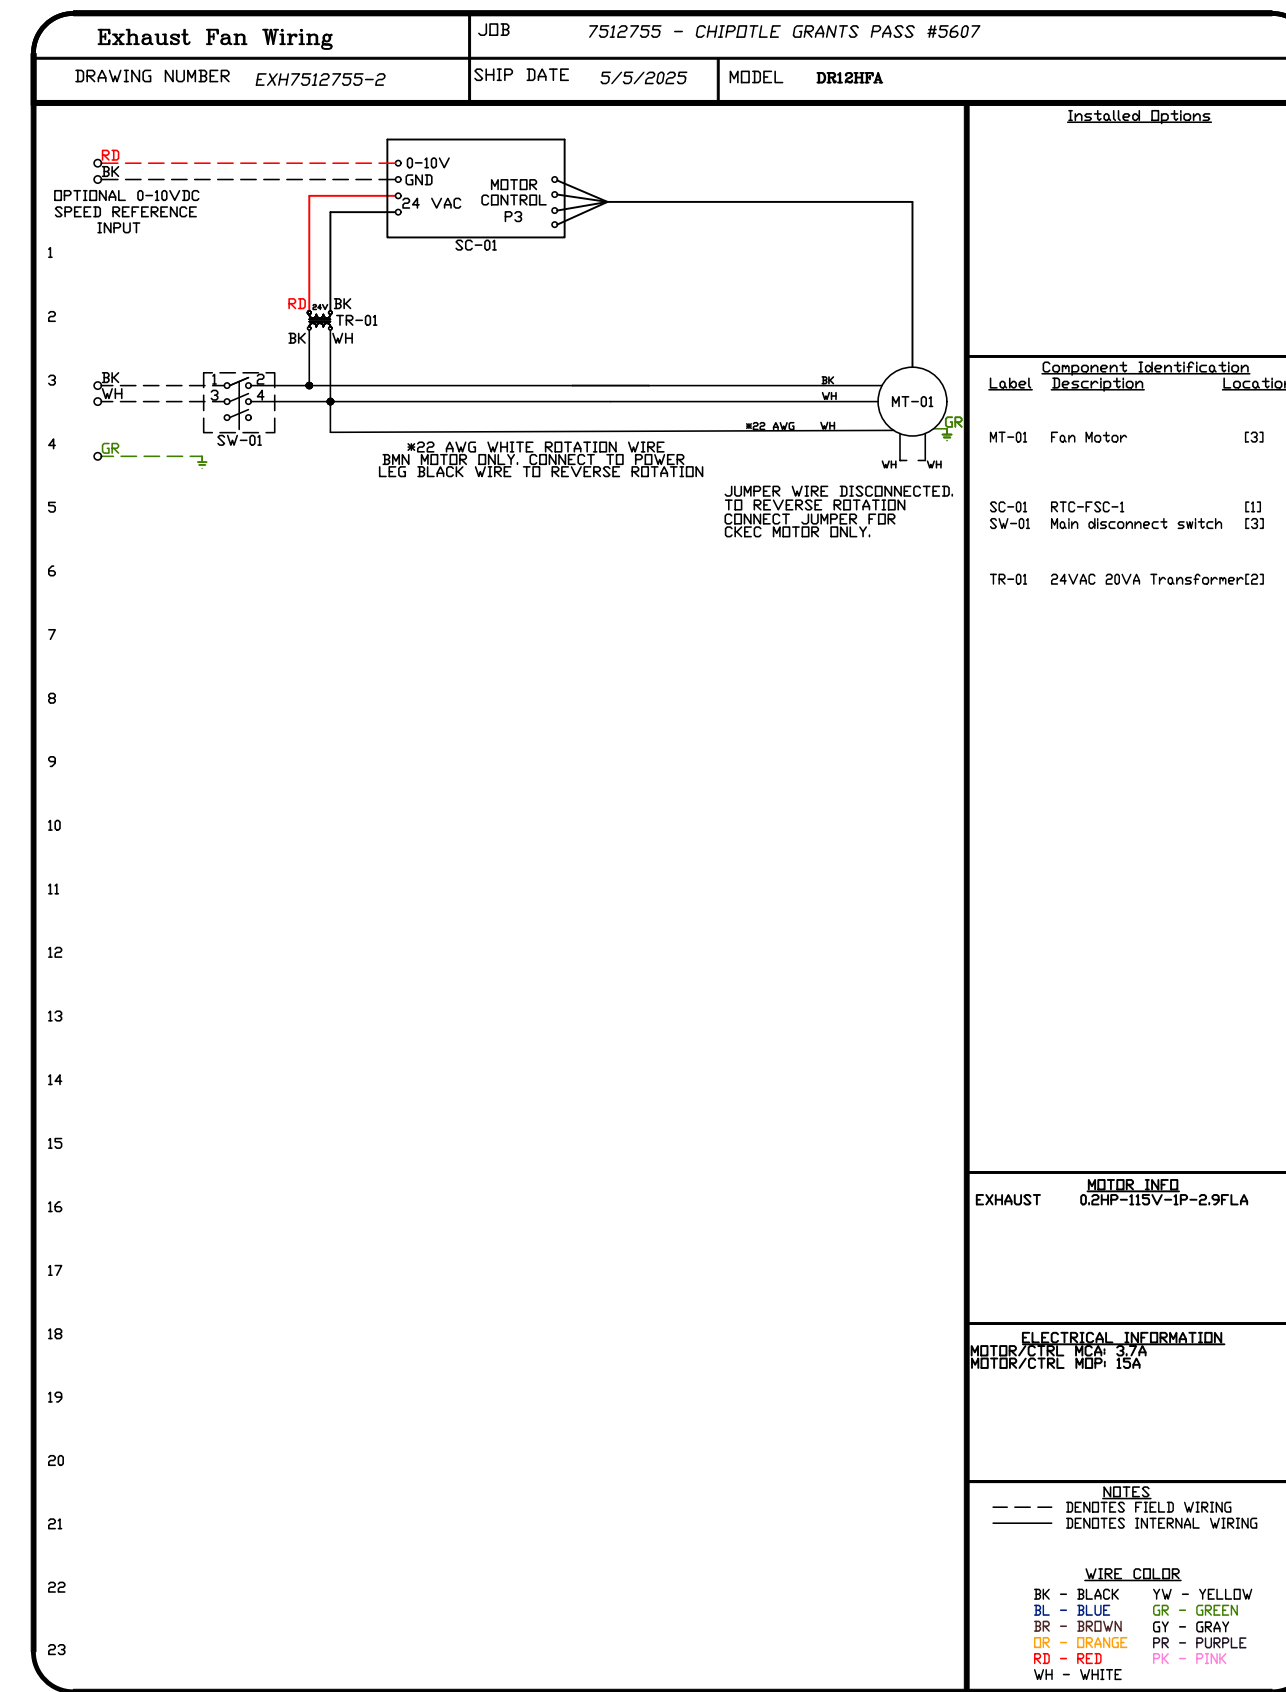 Exhaust Fan Wiring
JOB 7512755 - CHIPOTLE GRANTS PASS #5607
DRAWING NUMBER EXH7512755-2
SHIP DATE 5/5/2025
MODEL DR12HFA
RD
BK
OPTIONAL 0-10VDC
SPEED REFERENCE
INPUT
0-10V
GND
24 VAC
MOTOR
CONTROL
P3
SC-01
RD 24V BK
TR-01
BK WH
BK
WH
1 2
3 4
SW-01
GR
BK
WH
*22 AWG WH
MT-01
GR
WH WH
*22 AWG WHITE ROTATION WIRE
BMN MOTOR ONLY. CONNECT TO POWER
LEG BLACK WIRE TO REVERSE ROTATION
JUMPER WIRE DISCONNECTED.
TO REVERSE ROTATION
CONNECT JUMPER FOR
CKEC MOTOR ONLY.
1
2
3
4
5
6
7
8
9
10
11
12
13
14
15
16
17
18
19
20
21
22
23
Installed Options
Component Identification
Label Description Location
MT-01 Fan Motor [3]
SC-01 RTC-FSC-1 [1]
SW-01 Main disconnect switch [3]
TR-01 24VAC 20VA Transformer[2]
MOTOR INFO
EXHAUST 0.2HP-115V-1P-2.9FLA
ELECTRICAL INFORMATION
MOTOR/CTRL MCA: 3.7A
MOTOR/CTRL MOP: 15A
NOTES
DENOTES FIELD WIRING
DENOTES INTERNAL WIRING
WIRE COLOR
BK - BLACK YW - YELLOW
BL - BLUE GR - GREEN
BR - BROWN GY - GRAY
OR - ORANGE PR - PURPLE
RD - RED PK - PINK
WH - WHITE